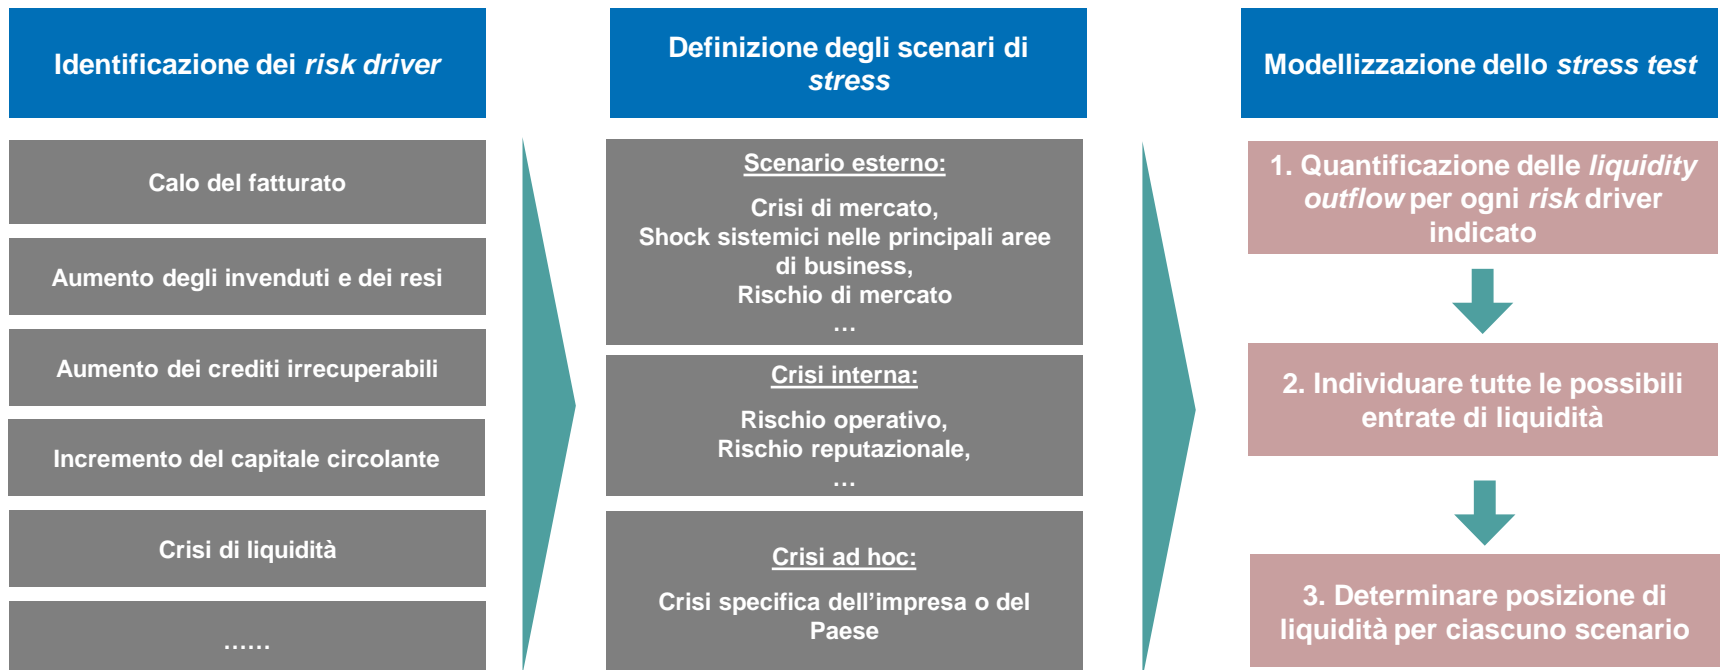 Identificazione dei risk driver
Calo del fatturato
Aumento degli invenduti e dei resi
Aumento dei crediti irrecuperabili
Incremento del capitale circolante
Crisi di liquidità
……
Definizione degli scenari di
stress
Scenario esterno:
Crisi di mercato,
Shock sistemici nelle principali aree
di business,
Rischio di mercato
…
Crisi interna:
Rischio operativo,
Rischio reputazionale,
…
Crisi ad hoc:
Crisi specifica dell’impresa o del
Paese
Modellizzazione dello stress test
1. Quantificazione delle liquidity
outflow per ogni risk driver
indicato
2. Individuare tutte le possibili
entrate di liquidità
3. Determinare posizione di
liquidità per ciascuno scenario